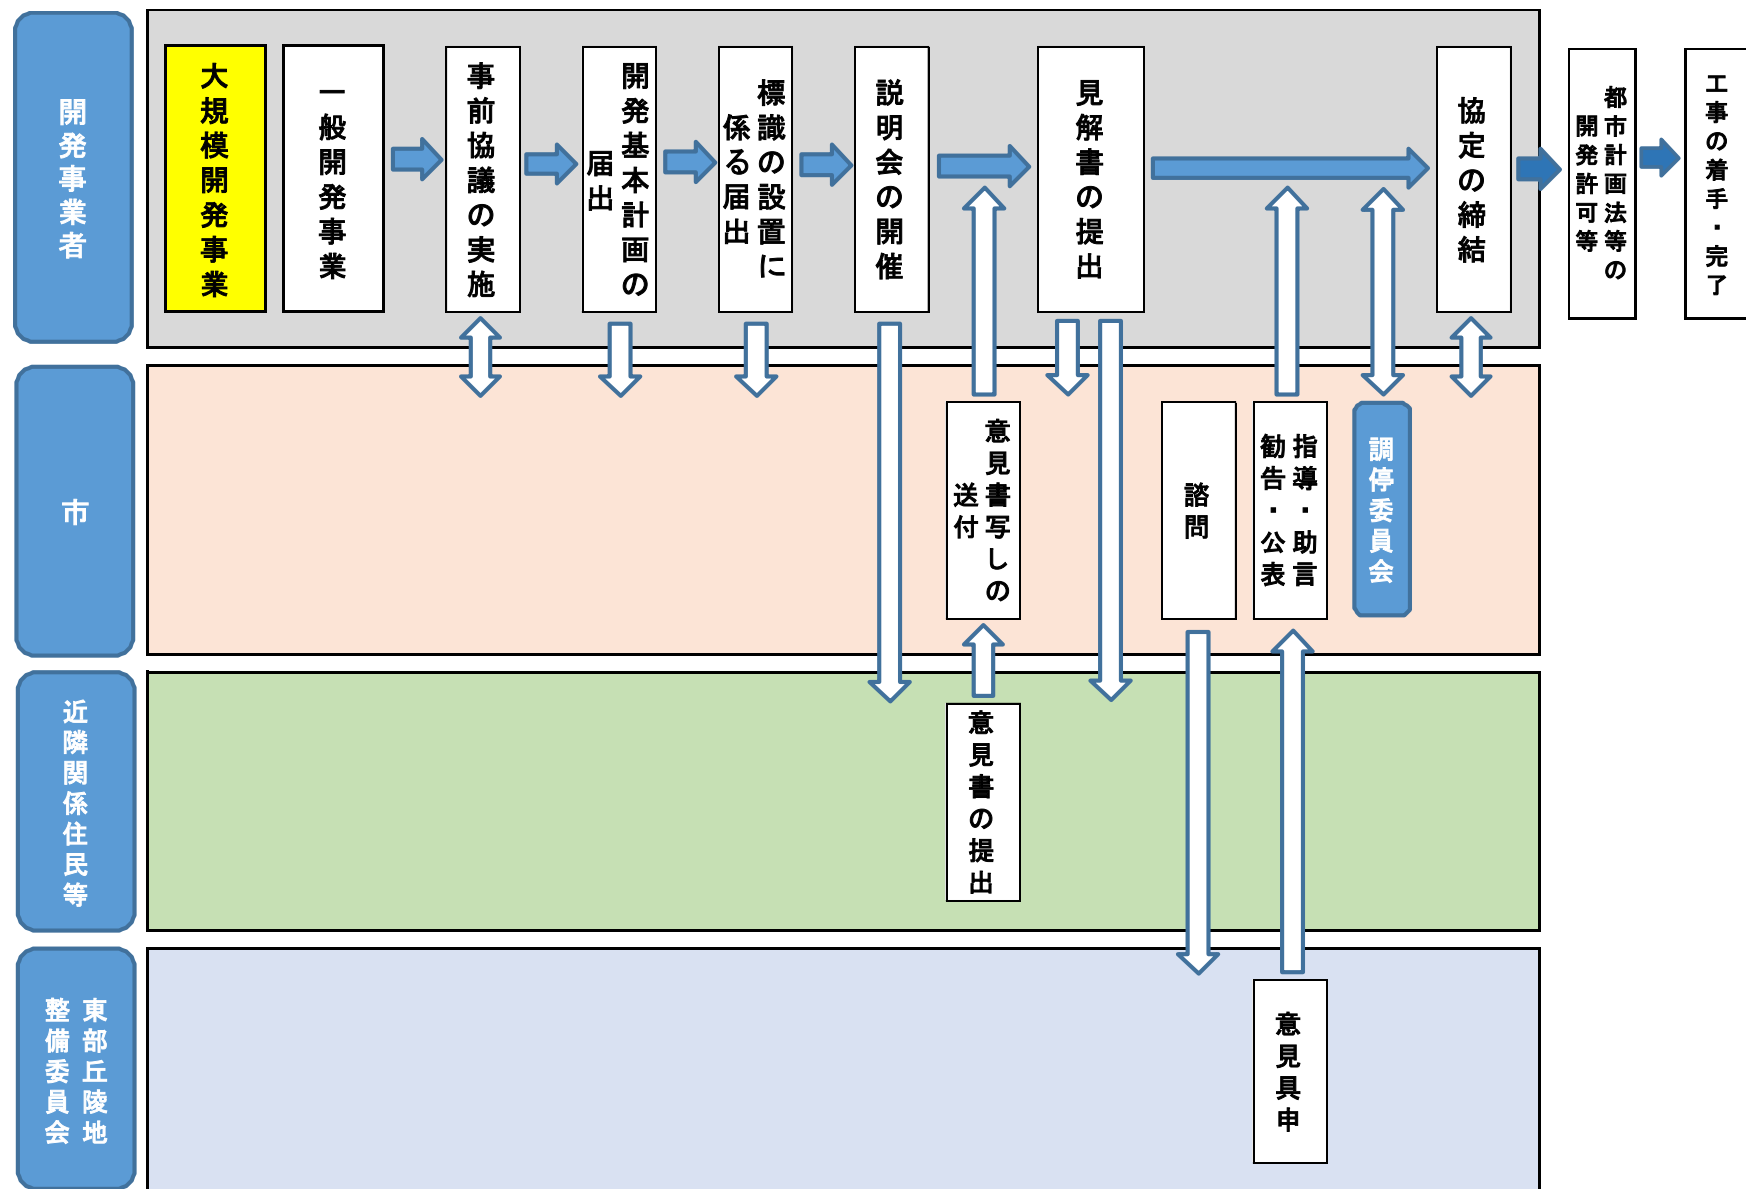 開発事業者
大規模開発事業
一般開発事業
事前協議の実施
開発基本計画の
届出
標識の設置に
係る届出
説明会の開催
見解書の提出
協定の締結
都市計画法等の
開発許可等
工事の着手・完了
市
意見書写しの
送付
諮問
指導・助言
勧告・公表
調停委員会
近隣関係住民等
意見書の提出
東部丘陵地
整備委員会
意見具申